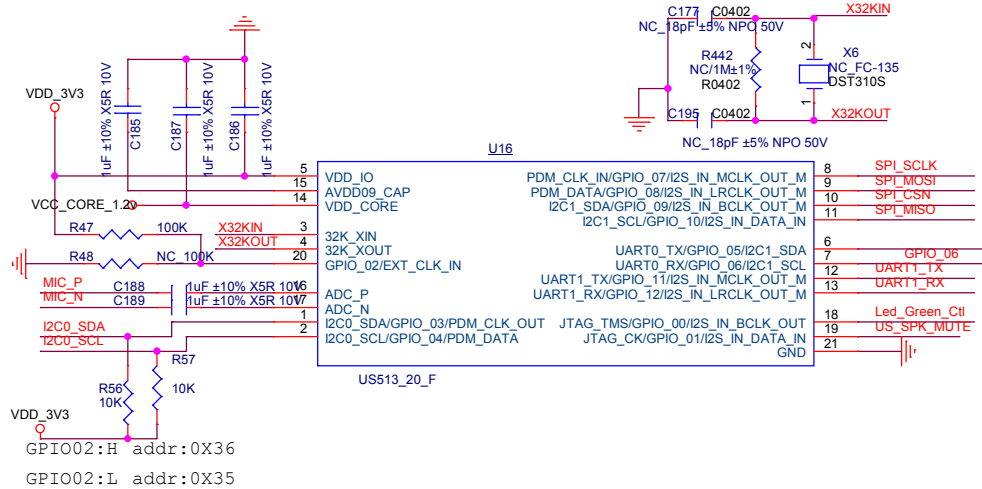 C177 C0402 X32KIN
NC_18pF ±5% NPO 50V
R442
NC/1M±1%
R0402
2
X6
NC_FC-135
DST310S
1
C195 C0402 X32KOUT
NC_18pF ±5% NPO 50V
VDD_3V3
1uF ±10% X5R 10V
C185
1uF ±10% X5R 10V
C187
1uF ±10% X5R 10V
C186
VCC_CORE_1.2v
R47 100K
R48 NC_100K
X32KIN
X32KOUT
MIC_P
MIC_N
C188 1uF ±10% X5R 10V
C189 1uF ±10% X5R 10V
I2C0_SDA
I2C0_SCL
R57
10K
R56
10K
VDD_3V3
U16
5 VDD_IO
15 AVDD09_CAP
14 VDD_CORE
3 32K_XIN
4 32K_XOUT
20 GPIO_02/EXT_CLK_IN
16 ADC_P
17 ADC_N
1 I2C0_SDA/GPIO_03/PDM_CLK_OUT
2 I2C0_SCL/GPIO_04/PDM_DATA
PDM_CLK_IN/GPIO_07/I2S_IN_MCLK_OUT_M 8 SPI_SCLK
PDM_DATA/GPIO_08/I2S_IN_LRCLK_OUT_M 9 SPI_MOSI
I2C1_SDA/GPIO_09/I2S_IN_BCLK_OUT_M 10 SPI_CSN
I2C1_SCL/GPIO_10/I2S_IN_DATA_IN 11 SPI_MISO
UART0_TX/GPIO_05/I2C1_SDA 6
UART0_RX/GPIO_06/I2C1_SCL 7 GPIO_06
UART1_TX/GPIO_11/I2S_IN_MCLK_OUT_M 12 UART1_TX
UART1_RX/GPIO_12/I2S_IN_LRCLK_OUT_M 13 UART1_RX
JTAG_TMS/GPIO_00/I2S_IN_BCLK_OUT 18 Led_Green_Ctl
JTAG_CK/GPIO_01/I2S_IN_DATA_IN 19 US_SPK_MUTE
GND 21
US513_20_F
GPIO02:H addr:0X36
GPIO02:L addr:0X35